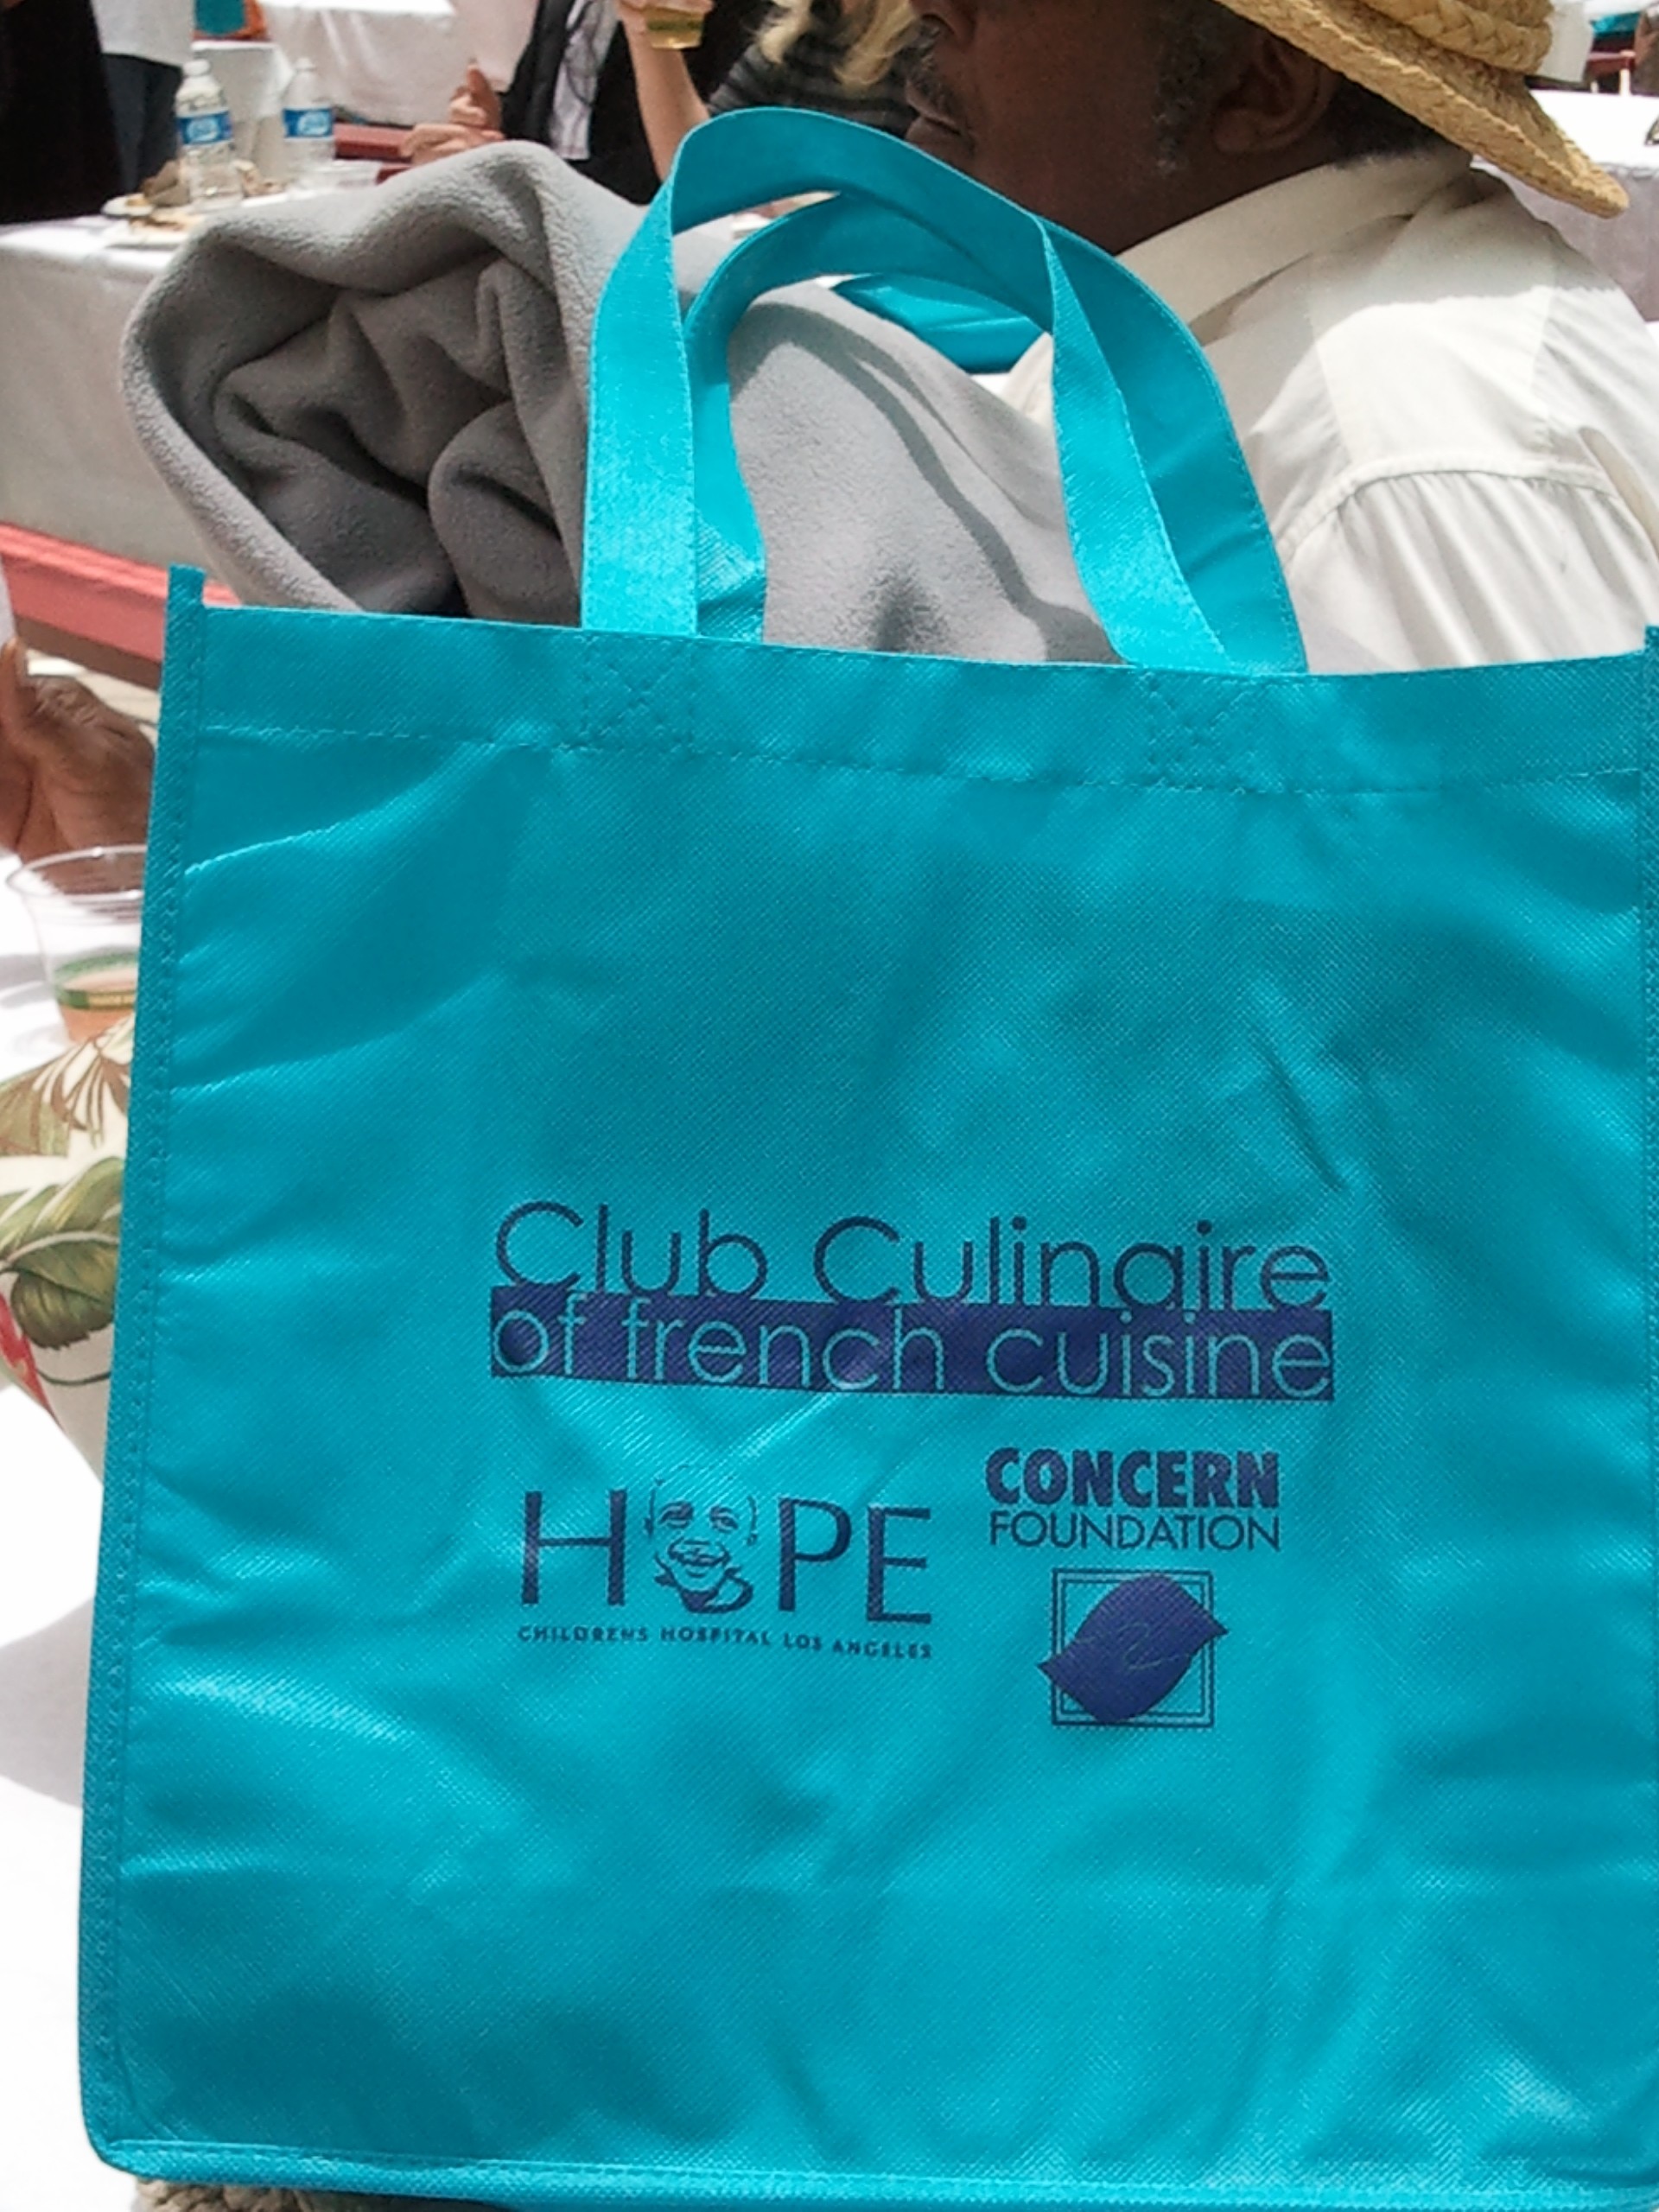 Club Culinaire
of french cuisine
HOPE
CHILDRENS HOSPITAL LOS ANGELES
CONCERN
FOUNDATION